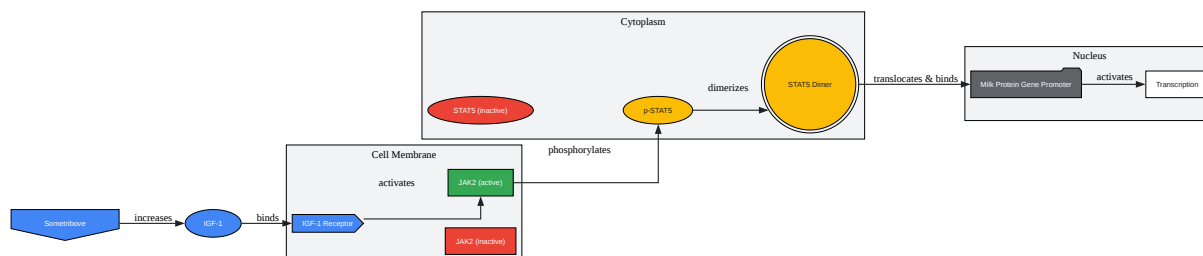 Cytoplasm
Nucleus
STAT5 (inactive)
p-STAT5
dimerizes
STAT5 Dimer
translocates & binds
Milk Protein Gene Promoter
activates
Transcription
phosphorylates
Cell Membrane
activates
JAK2 (active)
Sometribove
increases
IGF-1
binds
IGF-1 Receptor
JAK2 (inactive)